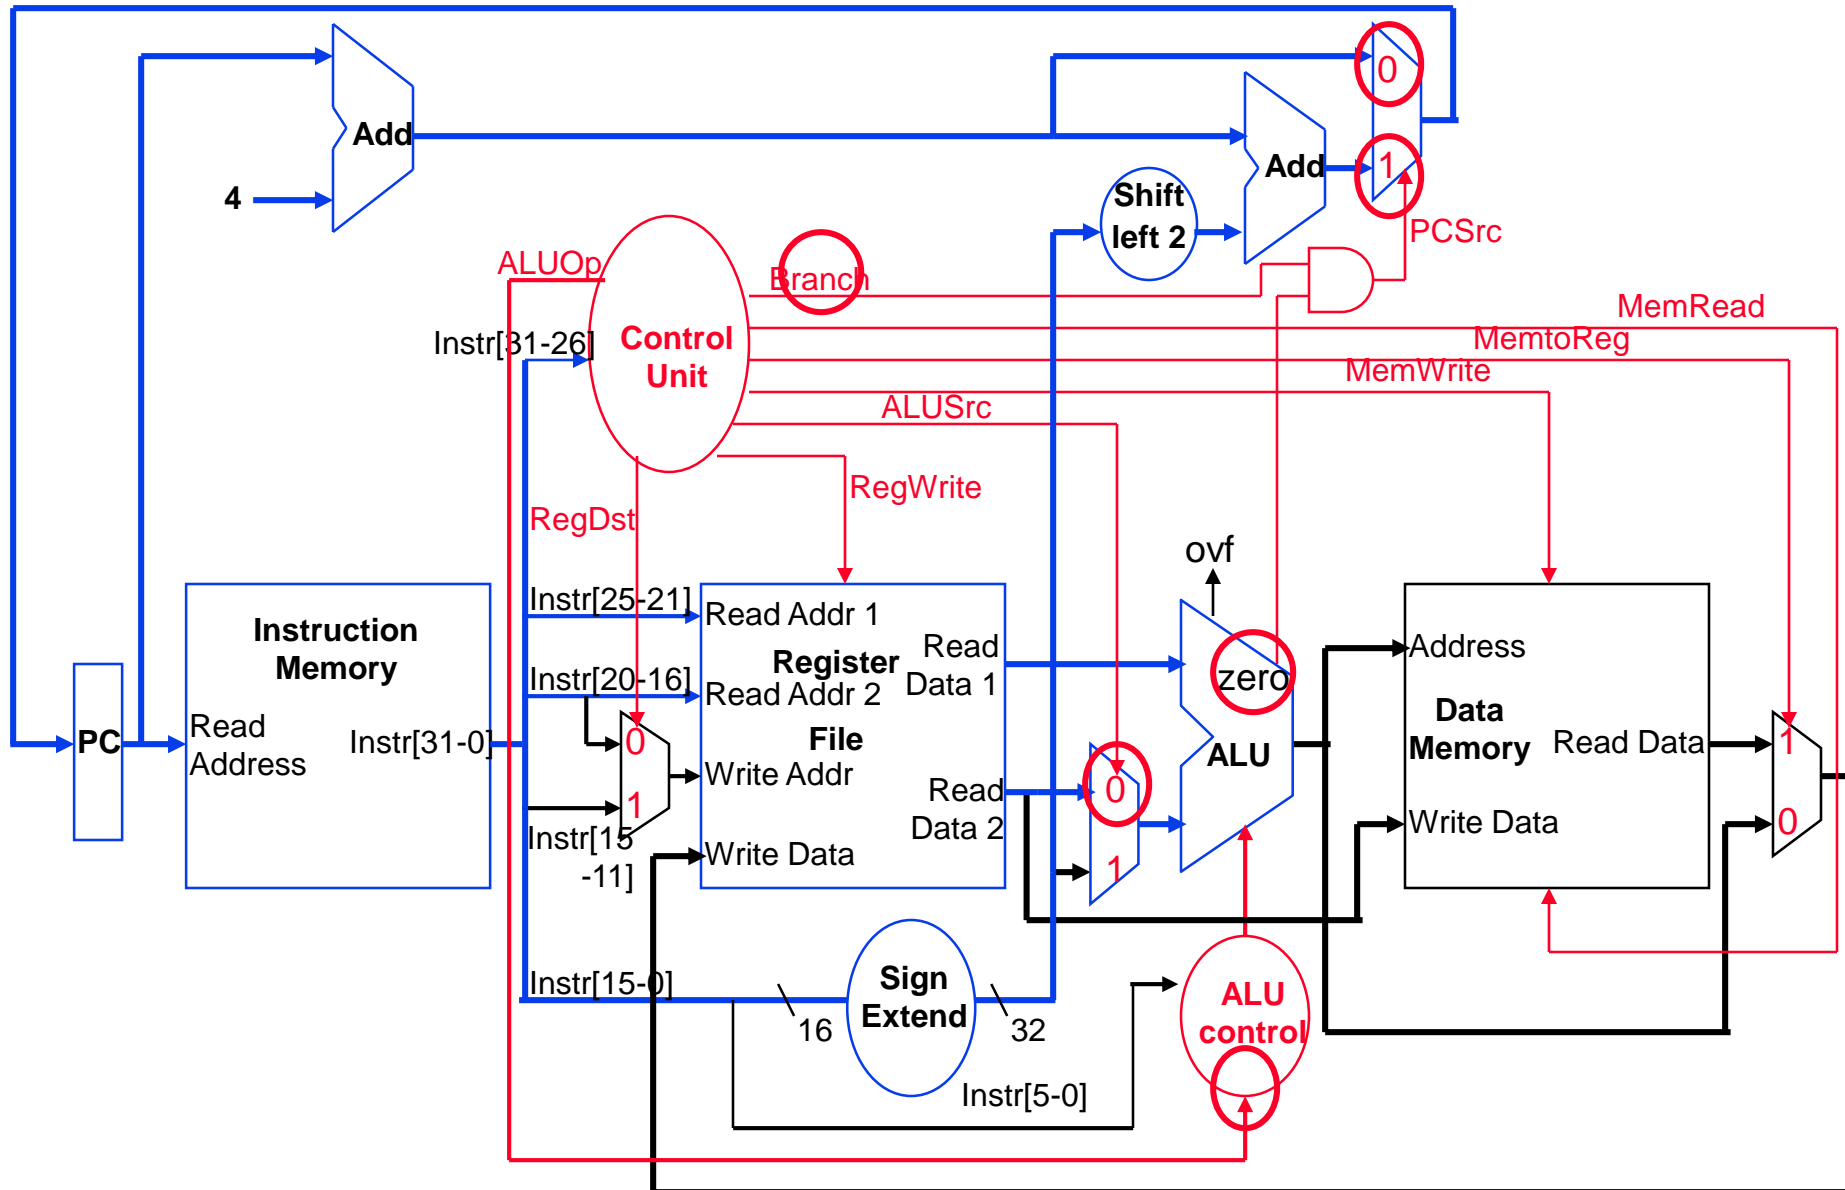 0
Add
Add
1
4
Shift
left 2
PCSrc
ALUOp
Branch
MemRead
Instr[31-26]
Control
Unit
MemtoReg
MemWrite
ALUSrc
RegWrite
RegDst
ovf
Instr[25-21]
Read Addr 1
Instruction
Memory
Register
File
Read
Data 1
zero
Address
Instr[20-16]
Read Addr 2
PC
Read
Address
Instr[31-0]
0
1
Write Addr
ALU
Data
Memory
Read Data
1
0
Read
Data 2
0
1
Write Data
Instr[15
-11]
Write Data
Instr[15-0]
16
Sign
Extend
32
ALU
control
Instr[5-0]